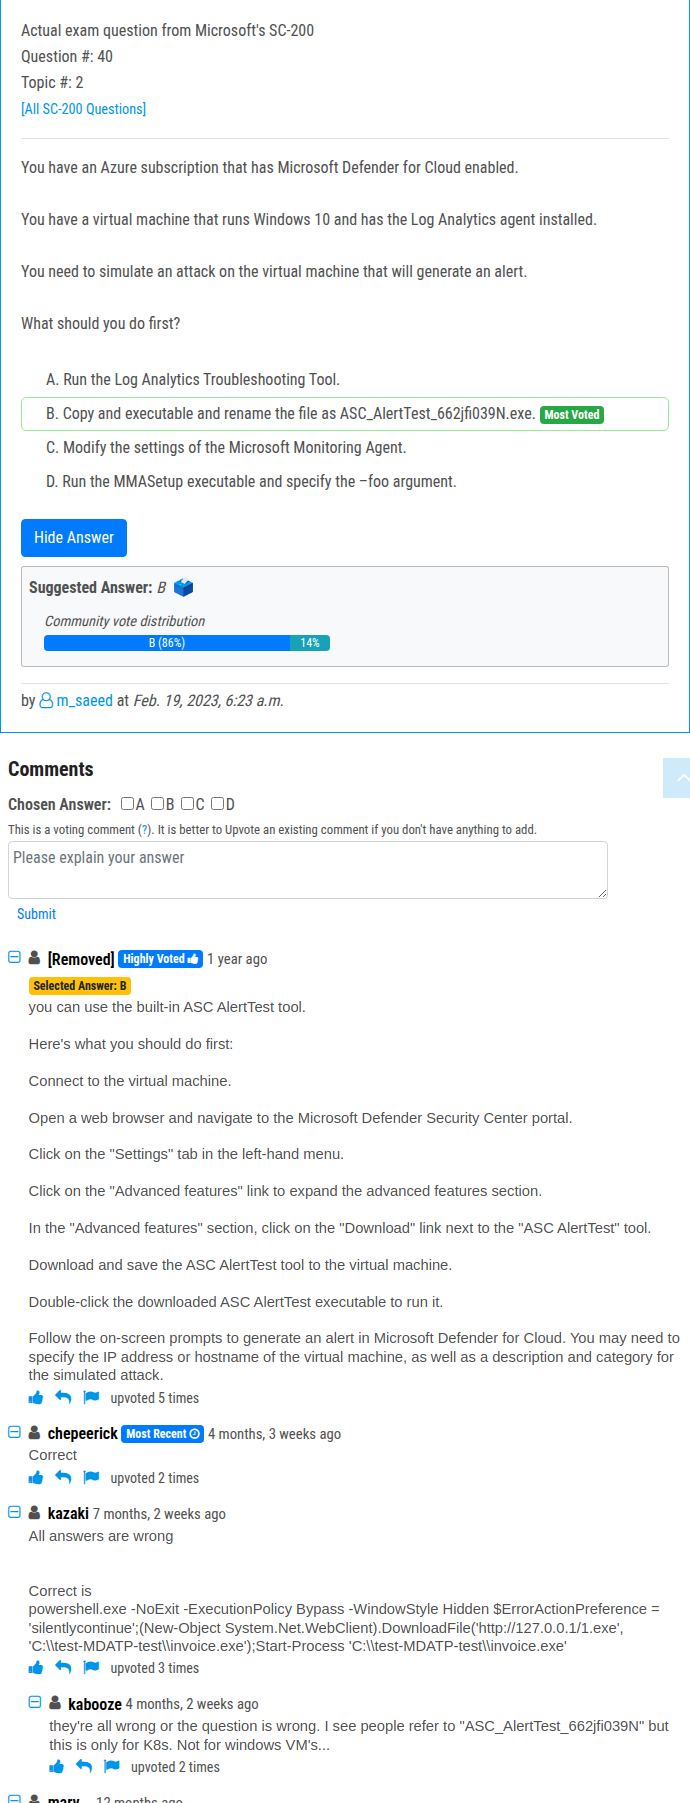 Actual exam question from Microsoft's SC-200
Question #: 40
Topic #: 2
[All SC-200 Questions]
You have an Azure subscription that has Microsoft Defender for Cloud enabled.
You have a virtual machine that runs Windows 10 and has the Log Analytics agent installed.
You need to simulate an attack on the virtual machine that will generate an alert.
What should you do first?
A. Run the Log Analytics Troubleshooting Tool.
B. Copy and executable and rename the file as ASC_AlertTest_662jfi039N.exe. Most Voted
C. Modify the settings of the Microsoft Monitoring Agent.
D. Run the MMASetup executable and specify the –foo argument.
Hide Answer
Suggested Answer: B
Community vote distribution
B (86%) 14%
by m_saeed at Feb. 19, 2023, 6:23 a.m.
Comments
Chosen Answer: A B C D
This is a voting comment (?). It is better to Upvote an existing comment if you don't have anything to add.
Please explain your answer
Submit
[Removed] Highly Voted 1 year ago
Selected Answer: B
you can use the built-in ASC AlertTest tool.
Here's what you should do first:
Connect to the virtual machine.
Open a web browser and navigate to the Microsoft Defender Security Center portal.
Click on the "Settings" tab in the left-hand menu.
Click on the "Advanced features" link to expand the advanced features section.
In the "Advanced features" section, click on the "Download" link next to the "ASC AlertTest" tool.
Download and save the ASC AlertTest tool to the virtual machine.
Double-click the downloaded ASC AlertTest executable to run it.
Follow the on-screen prompts to generate an alert in Microsoft Defender for Cloud. You may need to
specify the IP address or hostname of the virtual machine, as well as a description and category for
the simulated attack.
upvoted 5 times
chepeerick Most Recent 4 months, 3 weeks ago
Correct
upvoted 2 times
kazaki 7 months, 2 weeks ago
All answers are wrong
Correct is
powershell.exe -NoExit -ExecutionPolicy Bypass -WindowStyle Hidden $ErrorActionPreference =
'silentlycontinue';(New-Object System.Net.WebClient).DownloadFile('http://127.0.0.1/1.exe',
'C:\\test-MDATP-test\\invoice.exe');Start-Process 'C:\\test-MDATP-test\\invoice.exe'
upvoted 3 times
kabooze 4 months, 2 weeks ago
they're all wrong or the question is wrong. I see people refer to "ASC_AlertTest_662jfi039N" but
this is only for K8s. Not for windows VM's...
upvoted 2 times
12 months ago